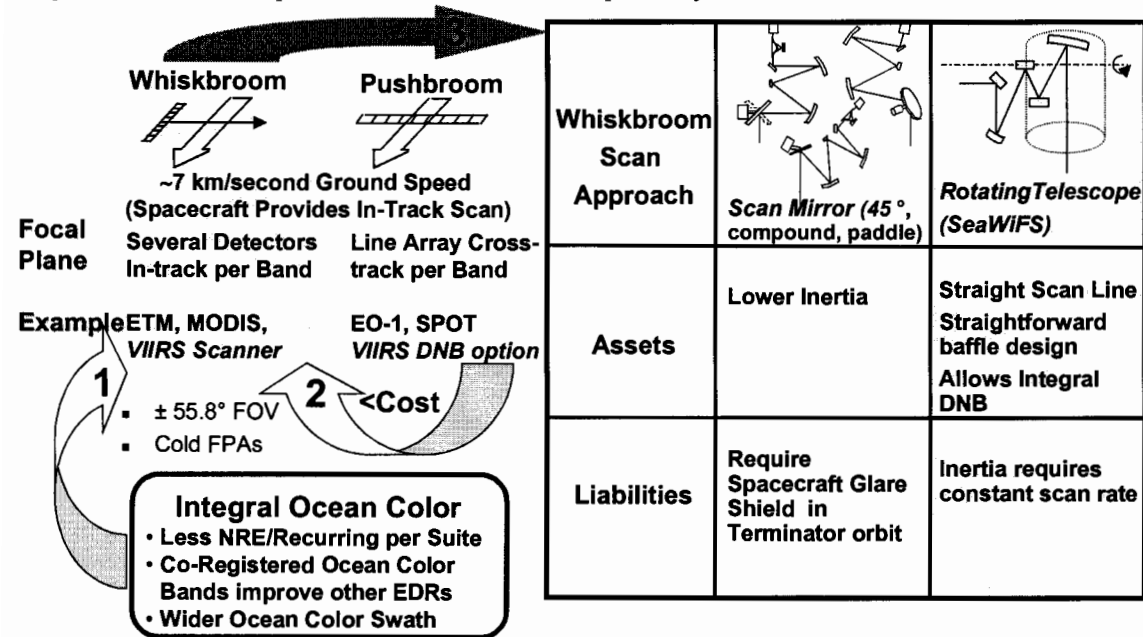 3
Whiskbroom Pushbroom
~7 km/second Ground Speed
(Spacecraft Provides In-Track Scan)
Focal
Plane
Several Detectors
In-track per Band
Line Array Cross-
track per Band
Example
ETM, MODIS,
VIIRS Scanner
EO-1, SPOT
VIIRS DNB option
1
2
<Cost
▪ ± 55.8° FOV
▪ Cold FPAs
Integral Ocean Color
• Less NRE/Recurring per Suite
• Co-Registered Ocean Color
Bands improve other EDRs
• Wider Ocean Color Swath
Whiskbroom
Scan
Approach
Scan Mirror (45°,
compound, paddle)
RotatingTelescope
(SeaWiFS)
Assets
Lower Inertia
Straight Scan Line
Straightforward
baffle design
Allows Integral
DNB
Liabilities
Require
Spacecraft Glare
Shield in
Terminator orbit
Inertia requires
constant scan rate